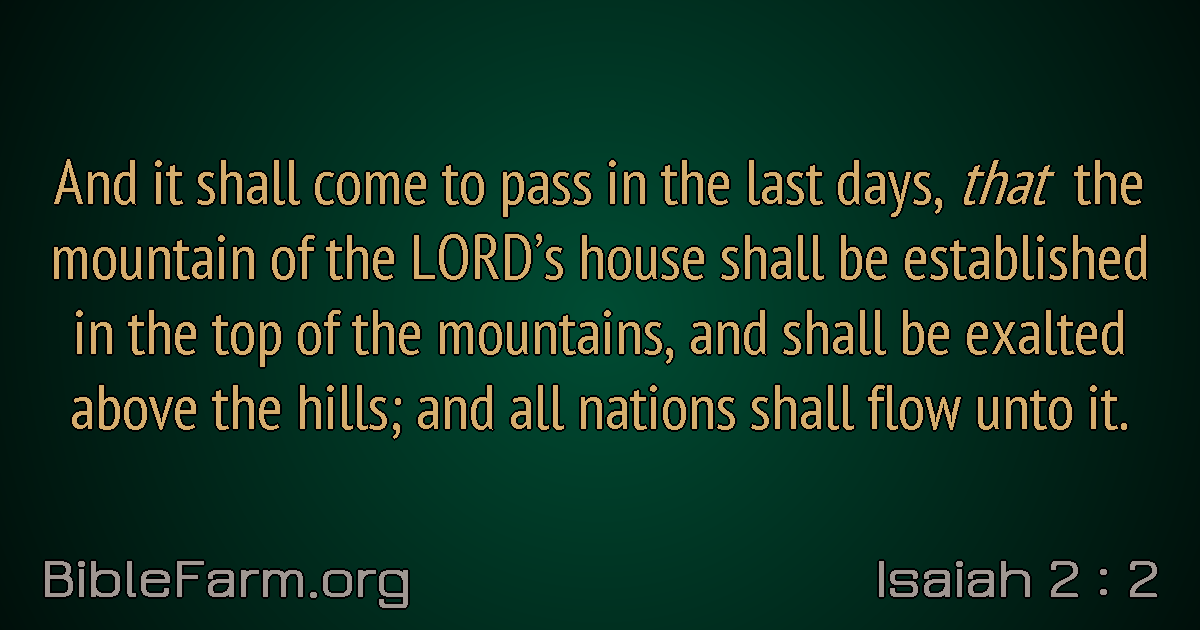 And it shall come to pass in the last days, that the
mountain of the LORD’s house shall be established
in the top of the mountains, and shall be exalted
above the hills; and all nations shall flow unto it.
BibleFarm.org
Isaiah 2 : 2